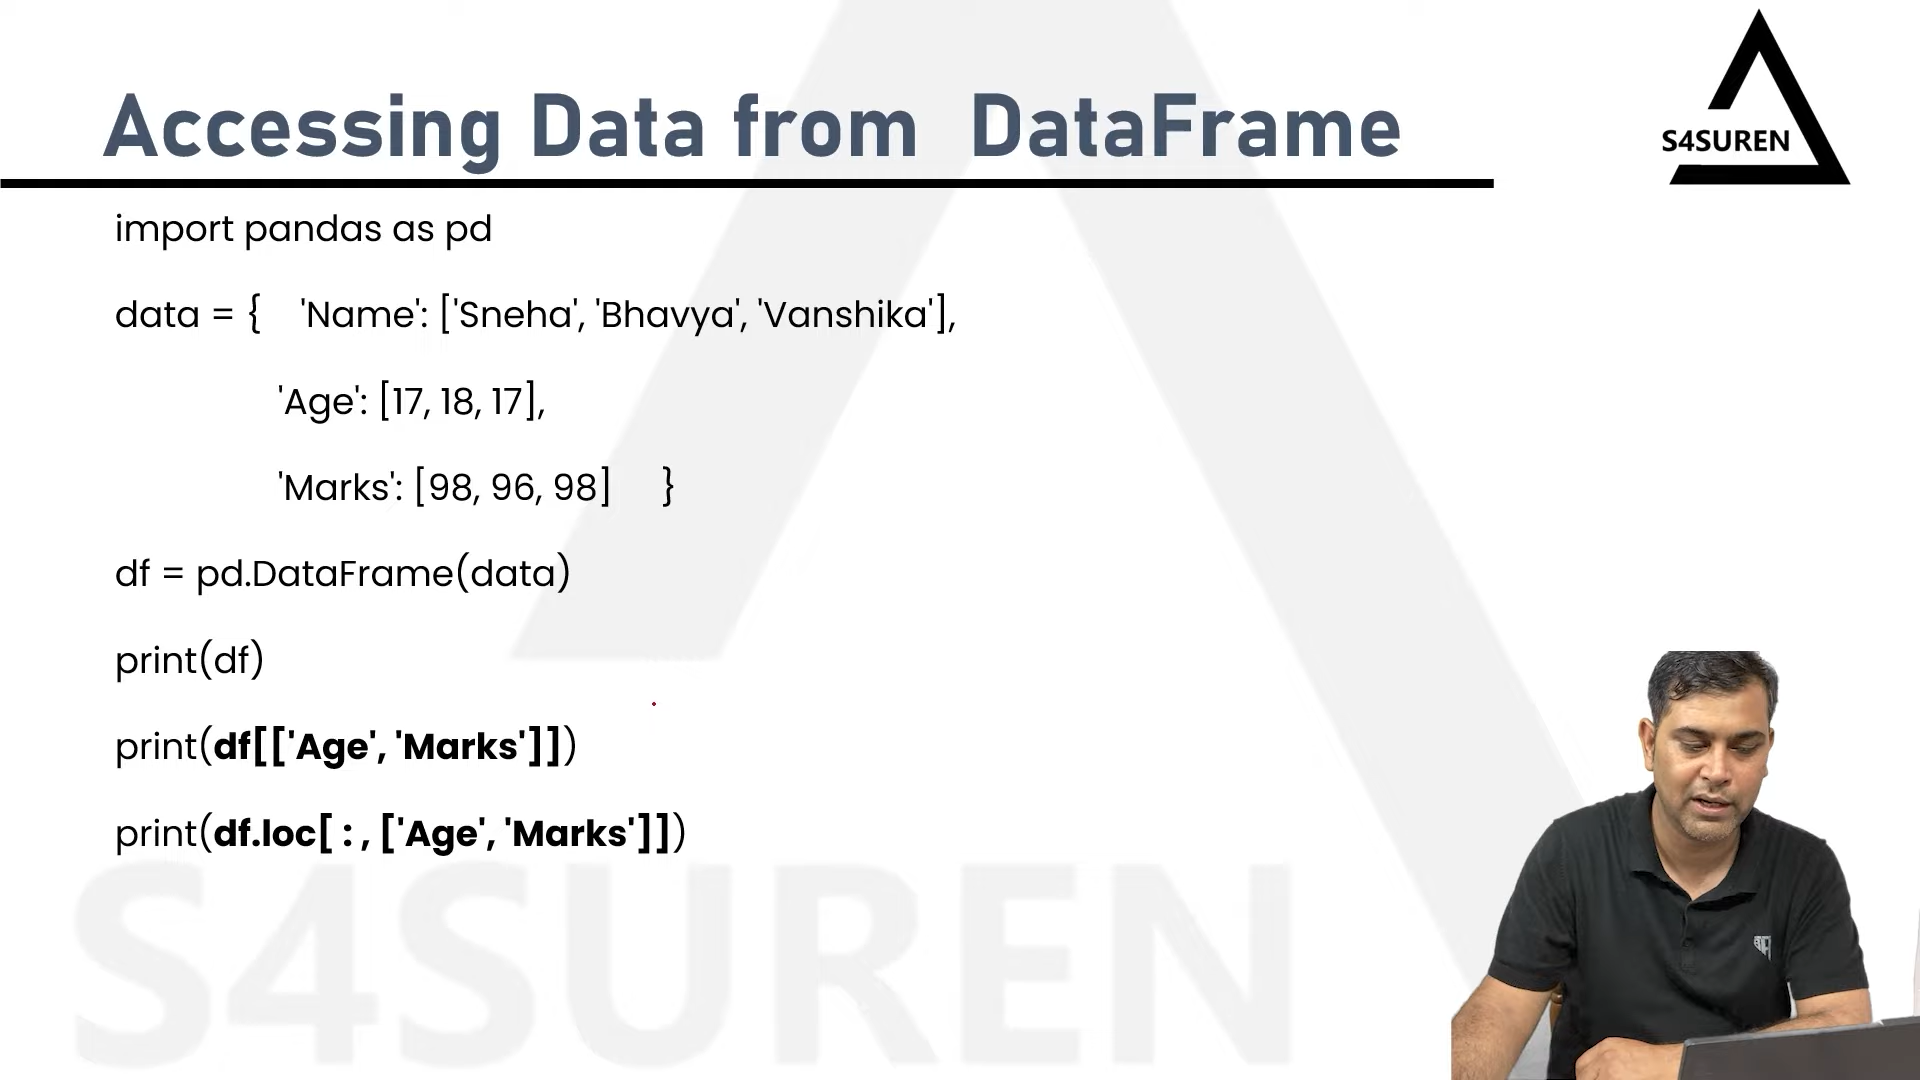 Accessing Data from DataFrame
S4SUREN
import pandas as pd
data = { 'Name': ['Sneha', 'Bhavya', 'Vanshika'],
'Age': [17, 18, 17],
'Marks': [98, 96, 98] }
df = pd.DataFrame(data)
print(df)
print(df[['Age', 'Marks']])
print(df.loc[ : , ['Age', 'Marks']])
S4SUREN